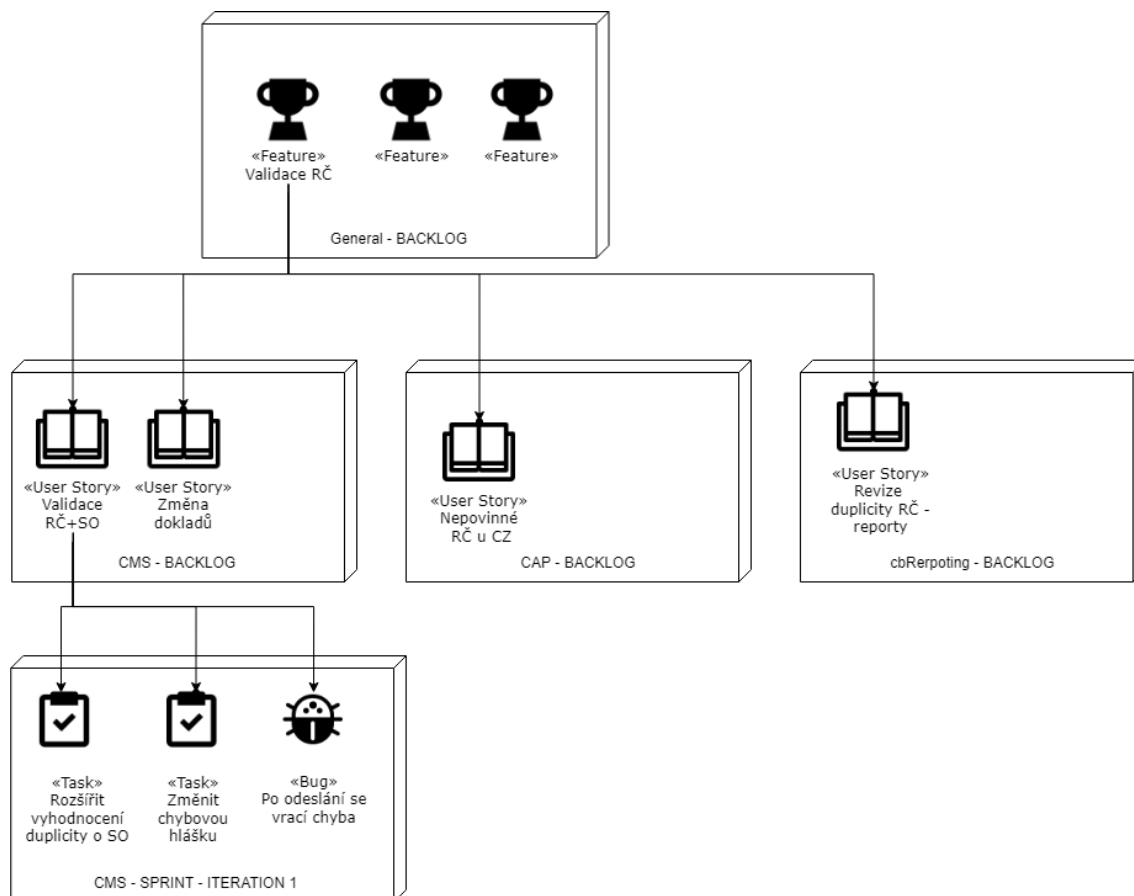 «Feature»
Validace RČ
«Feature»
«Feature»
General - BACKLOG
«User Story»
Validace
RČ+SO
«User Story»
Změna
dokladů
CMS - BACKLOG
«User Story»
Nepovinné
RČ u CZ
CAP - BACKLOG
«User Story»
Revize
duplicity RČ -
reporty
cbRerpoting - BACKLOG
«Task»
Rozšířit
vyhodnocení
duplicity o SO
«Task»
Změnit
chybovou
hlášku
«Bug»
Po odeslání se
vrací chyba
CMS - SPRINT - ITERATION 1